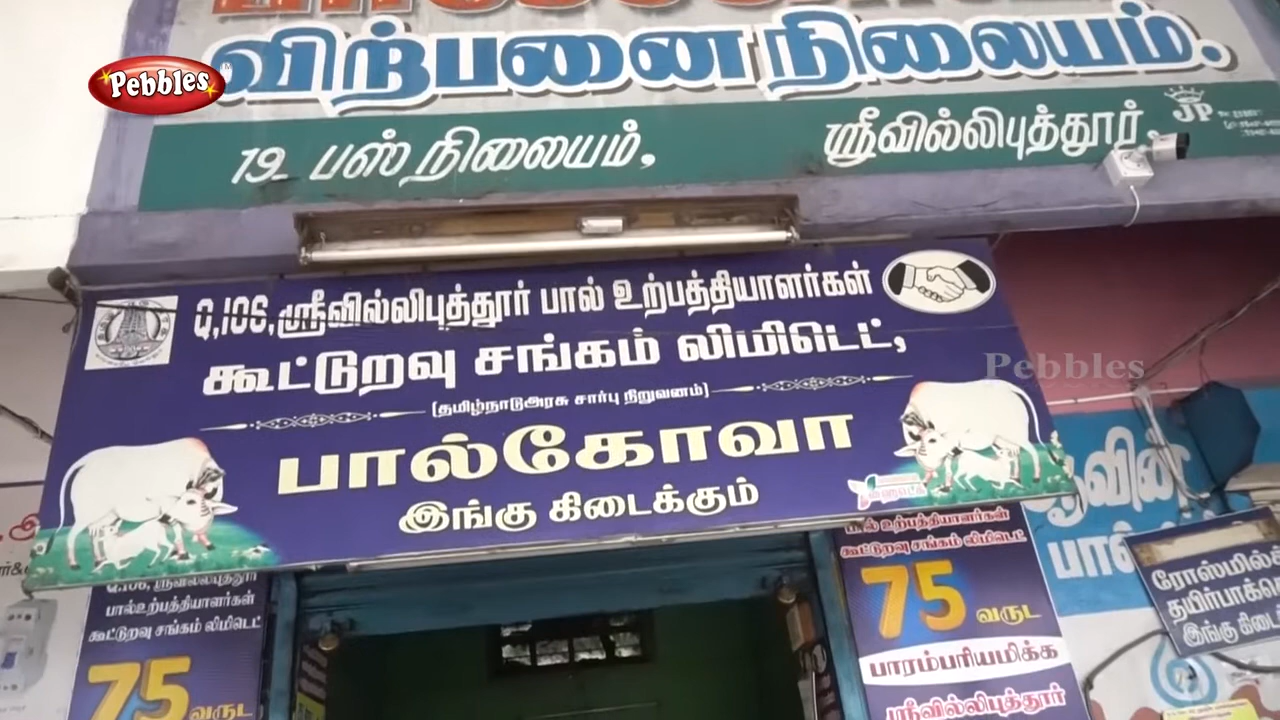 Pebbles
விற்பனை நிலையம்.
19 பஸ் நிலையம், ஸ்ரீவில்லிபுத்தூர்.
JP
Q,106, ஸ்ரீவில்லிபுத்தூர் பால் உற்பத்தியாளர்கள்
கூட்டுறவு சங்கம் லிமிடெட்,
(தமிழ்நாடுஅரசு சார்பு நிறுவனம்)
பால்கோவா
இங்கு கிடைக்கும்
Pebbles
Q.106, ஸ்ரீவில்லிபுத்தூர்
பால்உற்பத்தியாளர்கள்
கூட்டுறவு சங்கம் லிமிடெட்
75 வருட
பால் உற்பத்தியாளர்கள்
கூட்டுறவு சங்கம் லிமிடெட்
75 வருட
பாரம்பரியமிக்க
ஸ்ரீவில்லிபுத்தூர்
ஆவின்
இங்கு